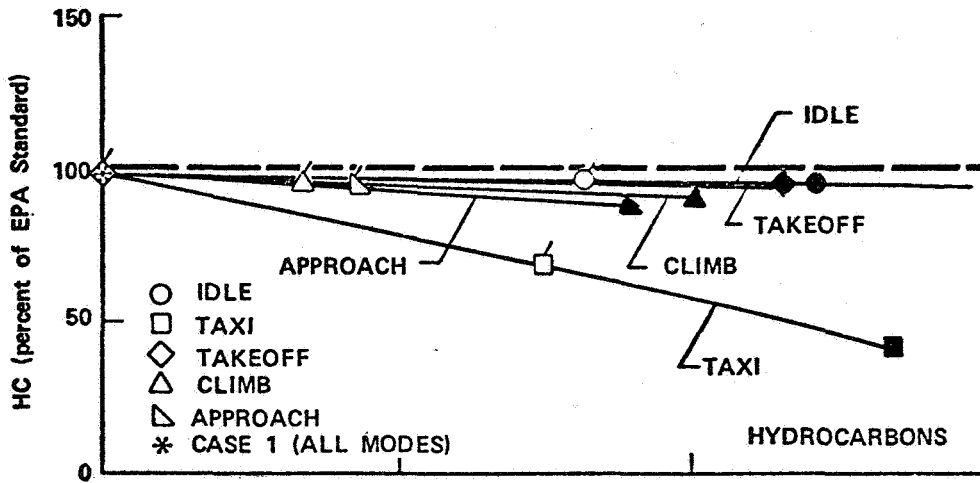 150
100
50
0
HC (percent of EPA Standard)
IDLE
TAKEOFF
APPROACH
CLIMB
TAXI
IDLE
TAXI
TAKEOFF
CLIMB
APPROACH
CASE 1 (ALL MODES)
HYDROCARBONS